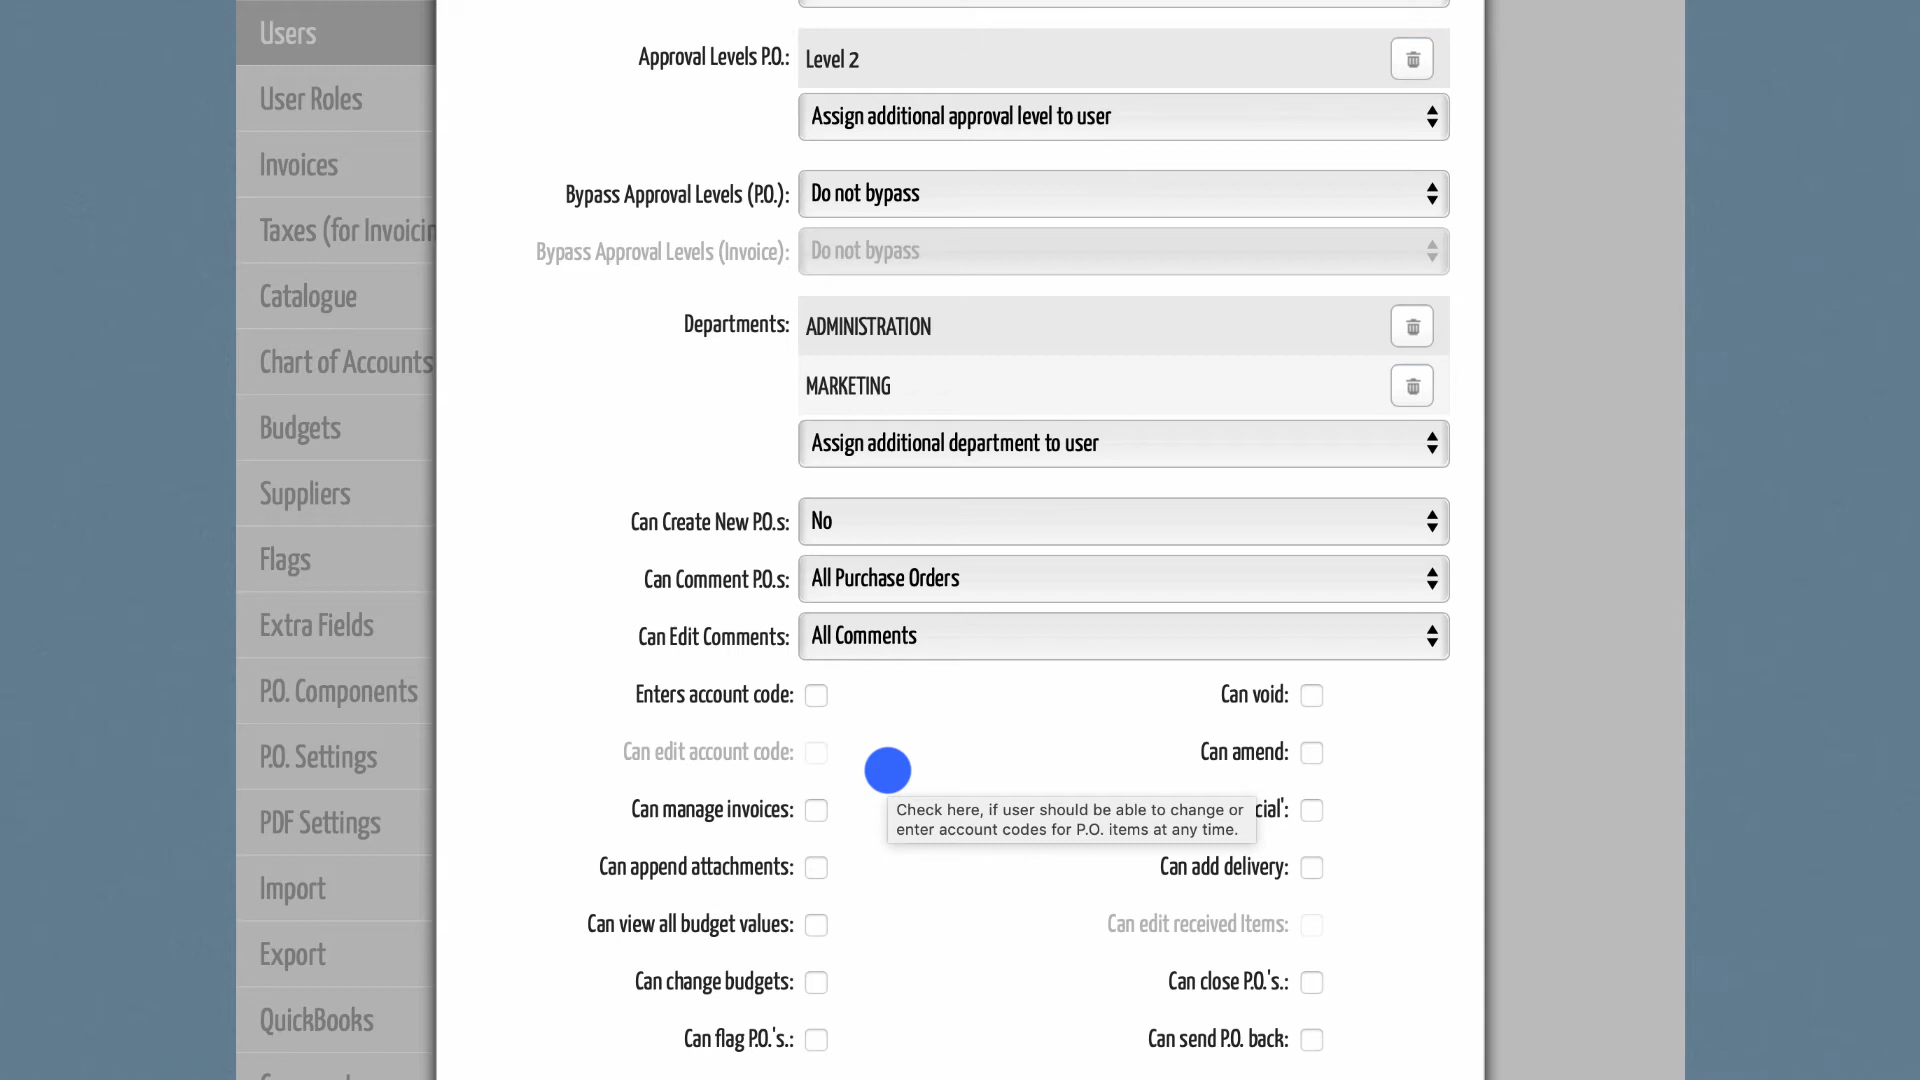 Users
User Roles
Invoices
Taxes (for Invoicin
Catalogue
Chart of Accounts
Budgets
Suppliers
Flags
Extra Fields
P.O. Components
P.O. Settings
PDF Settings
Import
Export
QuickBooks
Approval Levels P.O.: Level 2
Assign additional approval level to user
Bypass Approval Levels (P.O.): Do not bypass
Bypass Approval Levels (Invoice): Do not bypass
Departments: ADMINISTRATION
MARKETING
Assign additional department to user
Can Create New P.O.s: No
Can Comment P.O.s: All Purchase Orders
Can Edit Comments: All Comments
Enters account code: Can void:
Can edit account code: Can amend:
Can manage invoices: cial':
Check here, if user should be able to change or
enter account codes for P.O. items at any time.
Can append attachments: Can add delivery:
Can view all budget values: Can edit received Items:
Can change budgets: Can close P.O.'s.:
Can flag P.O.'s.: Can send P.O. back: